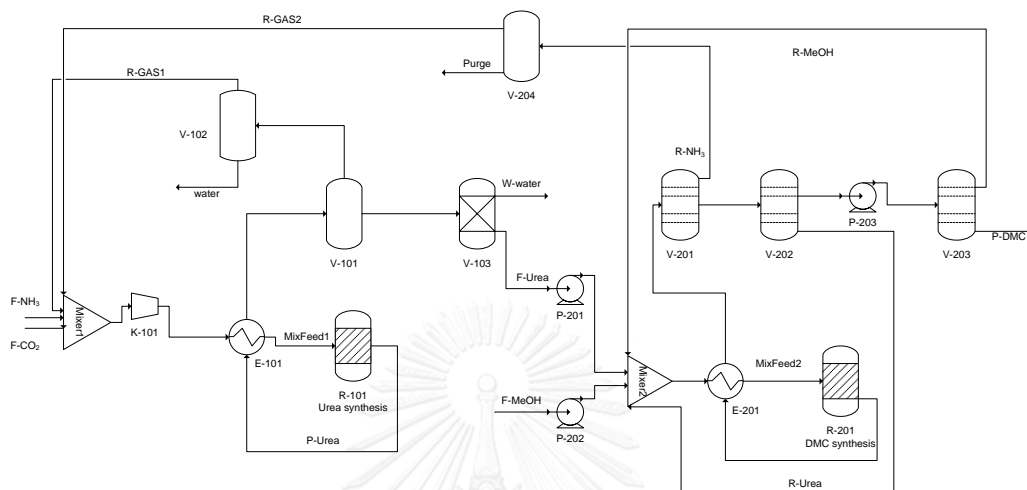 R-GAS2
R-MeOH
Purge
R-GAS1
V-204
V-102
R-NH₃
water
W-water
P-203
P-DMC
V-101
V-103
V-201
V-202
V-203
F-Urea
F-NH₃
Mixer1
K-101
P-201
F-CO₂
MixFeed1
E-101
Mixer2
MixFeed2
R-101
Urea synthesis
F-MeOH
E-201
P-202
R-201
DMC synthesis
P-Urea
R-Urea